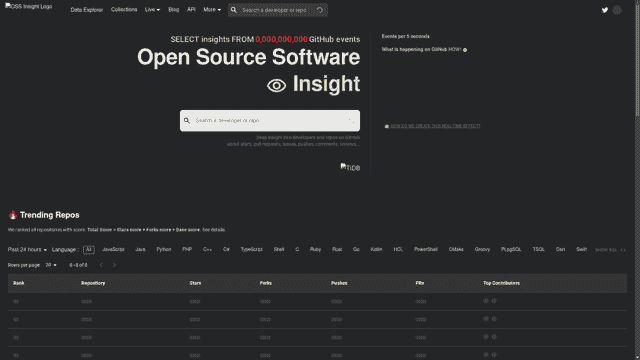 OSS Insight Logo
Data Explorer Collections Live Blog API More
Search a developer or repo
SELECT insights FROM 0,000,000,000 GitHub events
Open Source Software
Insight
Search a developer or repo
Deep insight into developers and repos on GitHub
about stars, pull requests, issues, pushes, comments, reviews...
TiDB
Events per 5 seconds
What is happening on GitHub NOW!
HOW DO WE CREATE THIS REAL-TIME EFFECT?
Trending Repos
We ranked all repositories with score: Total Score = Stars score + Forks score + Base score. See details.
Past 24 hours Language : All JavaScript Java Python PHP C++ C# TypeScript Shell C Ruby Rust Go Kotlin HCL PowerShell CMake Groovy PLpgSQL TSQL Dart Swift SHOW SQL
Rows per page:
Rank Repository Stars Forks Pushes PRs Top Contributors